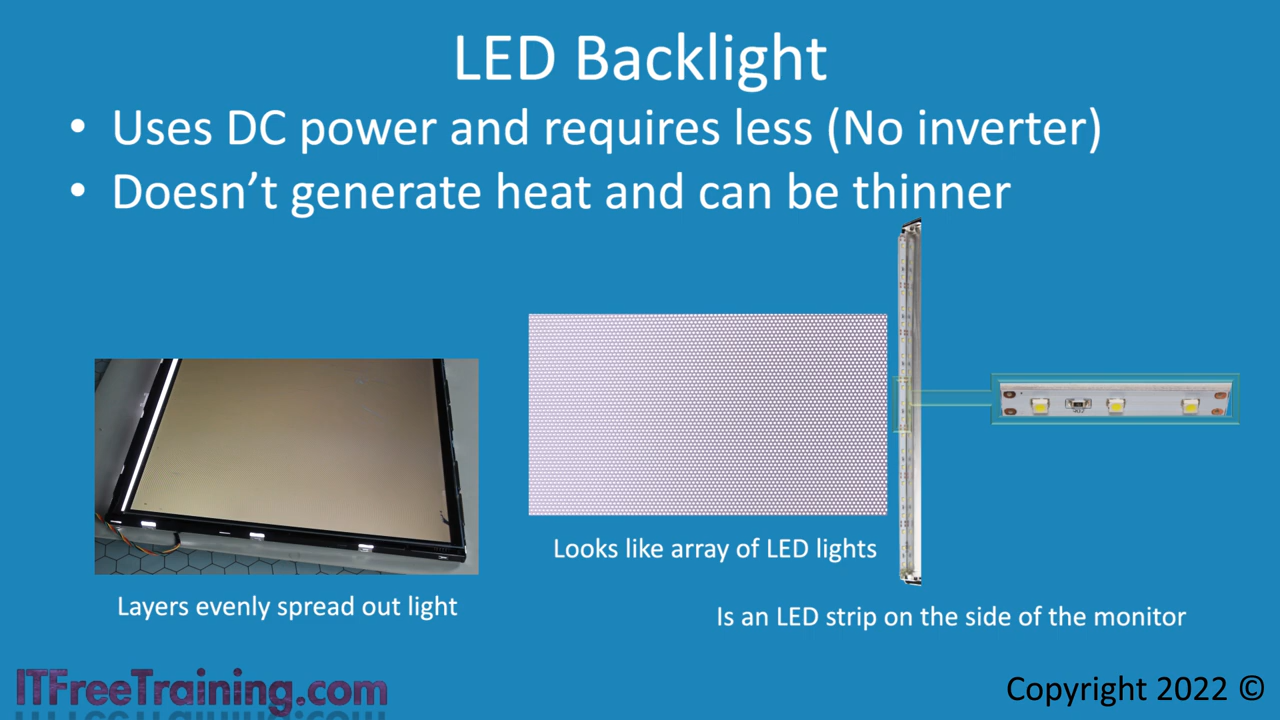 LED Backlight
• Uses DC power and requires less (No inverter)
• Doesn’t generate heat and can be thinner
Looks like array of LED lights
Layers evenly spread out light
Is an LED strip on the side of the monitor
ITFreeTraining.com
Copyright 2022 ©